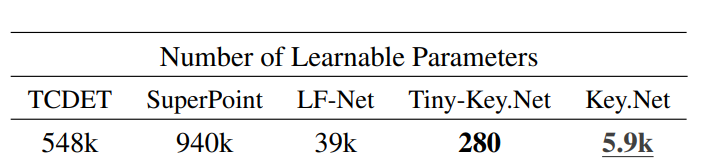 Number of Learnable Parameters
TCDET SuperPoint LF-Net Tiny-Key.Net Key.Net
548k 940k 39k 280 5.9k